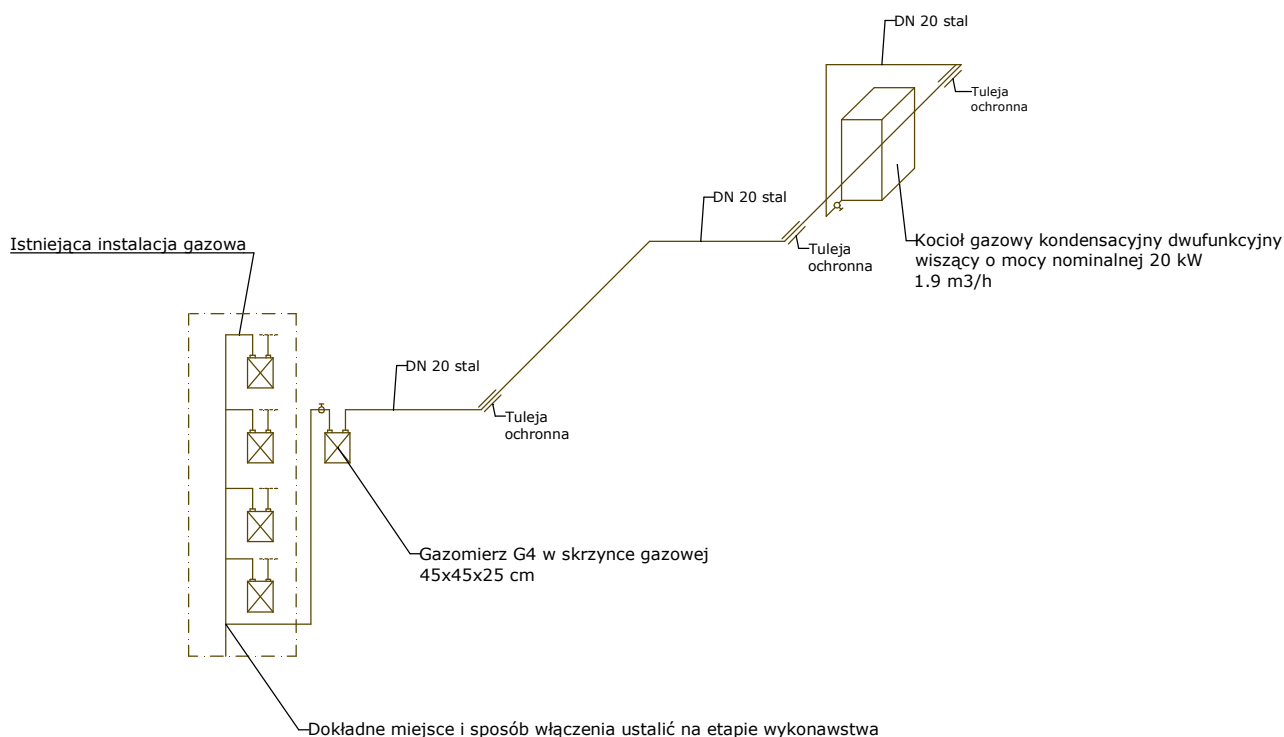 DN 20 stal
Tuleja
ochronna
DN 20 stal
Istniejąca instalacja gazowa
Tuleja
ochronna
Kocioł gazowy kondensacyjny dwufunkcyjny
wiszący o mocy nominalnej 20 kW
1.9 m3/h
DN 20 stal
Tuleja
ochronna
Gazomierz G4 w skrzynce gazowej
45x45x25 cm
Dokładne miejsce i sposób włączenia ustalić na etapie wykonawstwa